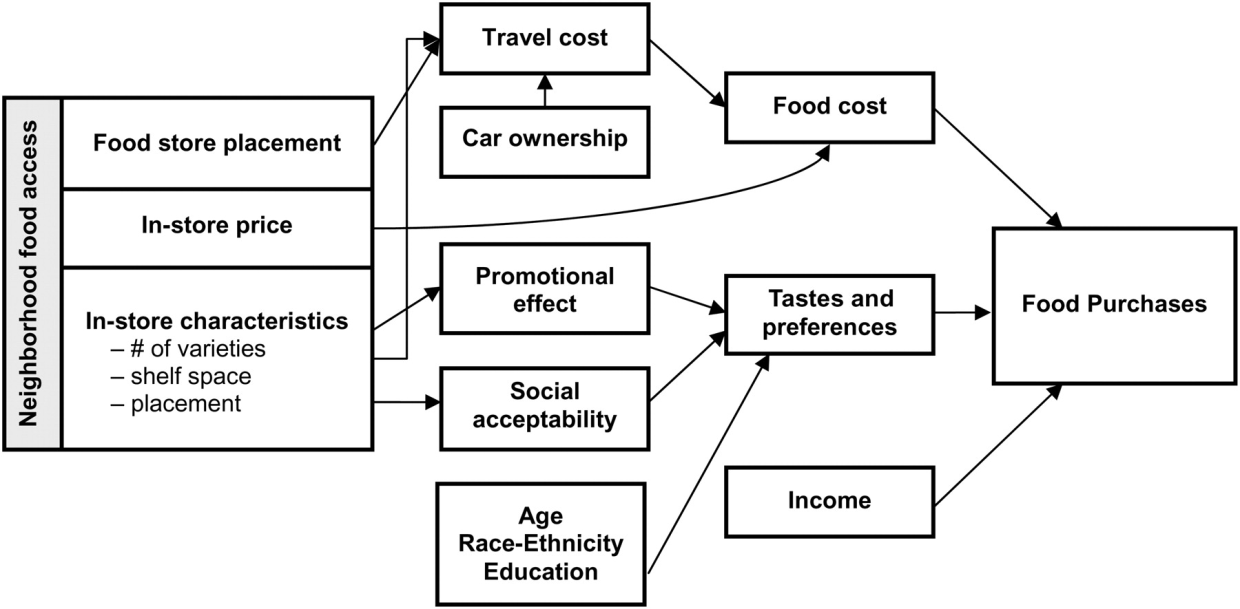 Neighborhood food access
Food store placement
In-store price
In-store characteristics
– # of varieties
– shelf space
– placement
Travel cost
Car ownership
Promotional
effect
Social
acceptability
Age
Race-Ethnicity
Education
Food cost
Tastes and
preferences
Income
Food Purchases